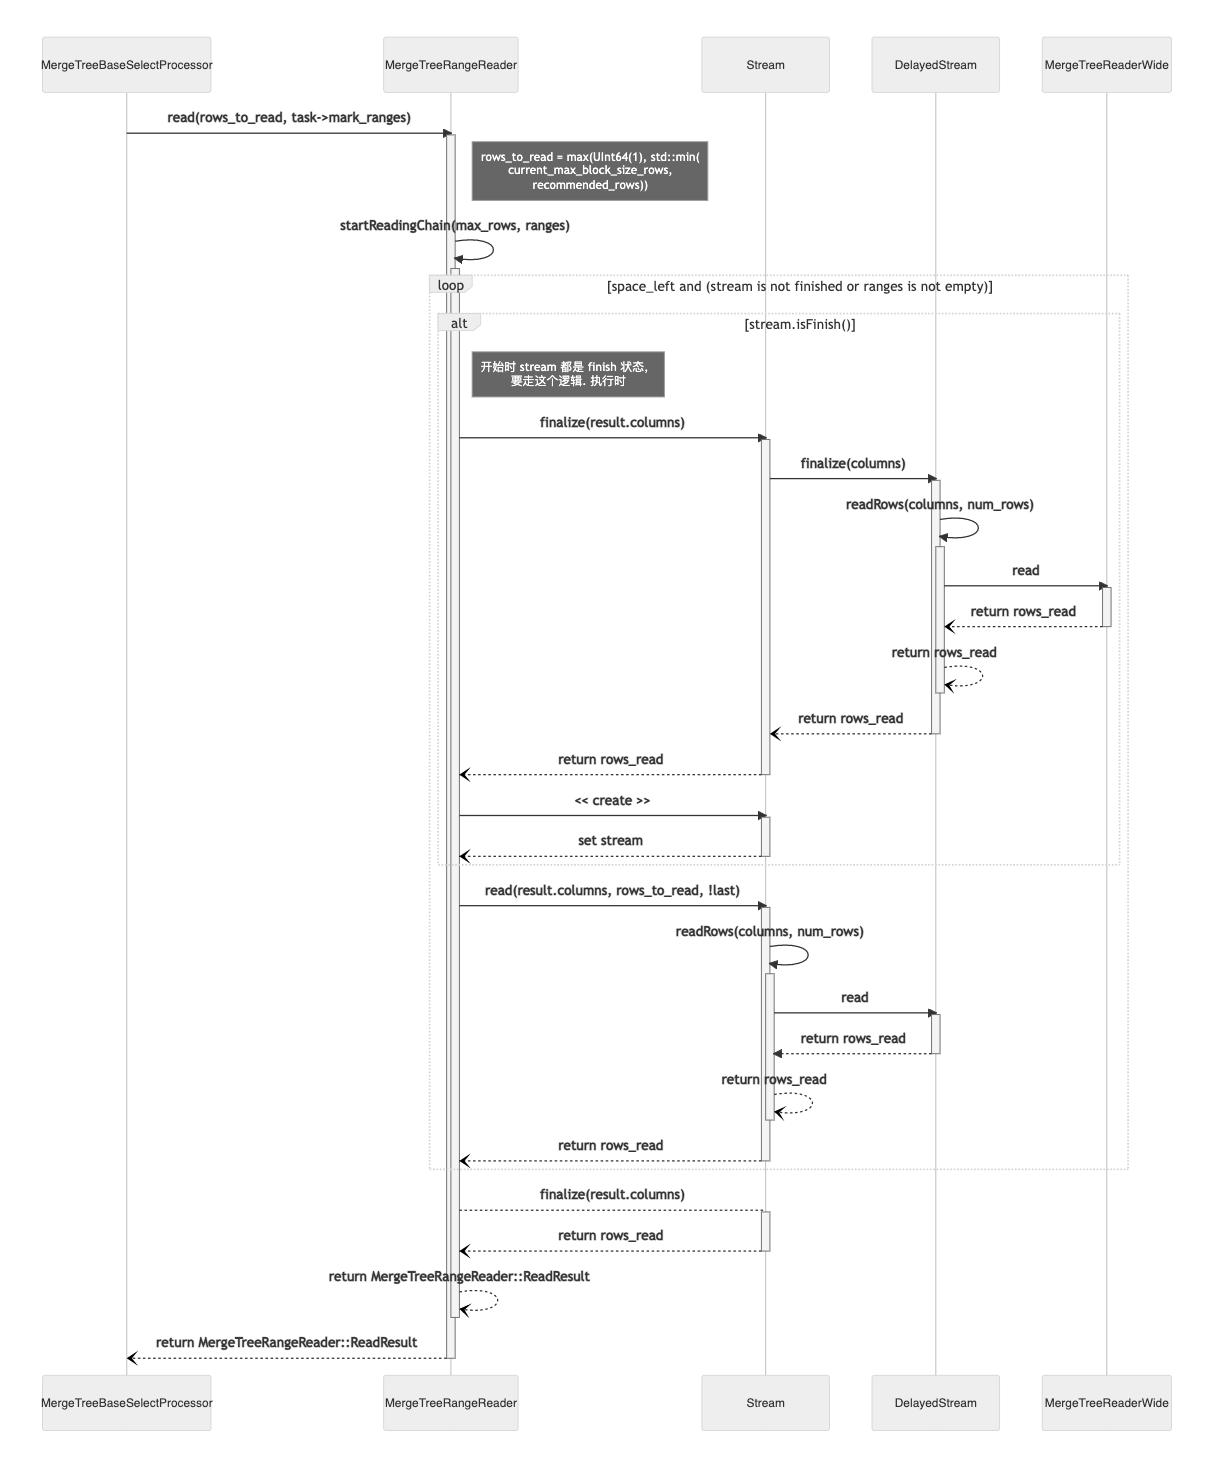 MergeTreeBaseSelectProcessor
MergeTreeRangeReader
Stream
DelayedStream
MergeTreeReaderWide
read(rows_to_read, task->mark_ranges)
rows_to_read = max(UInt64(1), std::min(
current_max_block_size_rows,
recommended_rows))
startReadingChain(max_rows, ranges)
loop
[space_left and (stream is not finished or ranges is not empty)]
alt
[stream.isFinish()]
开始时 stream 都是 finish 状态,
要走这个逻辑. 执行时
finalize(result.columns)
finalize(columns)
readRows(columns, num_rows)
read
return rows_read
return rows_read
return rows_read
return rows_read
<< create >>
set stream
read(result.columns, rows_to_read, !last)
readRows(columns, num_rows)
read
return rows_read
return rows_read
return rows_read
finalize(result.columns)
return rows_read
return MergeTreeRangeReader::ReadResult
return MergeTreeRangeReader::ReadResult
MergeTreeBaseSelectProcessor
MergeTreeRangeReader
Stream
DelayedStream
MergeTreeReaderWide